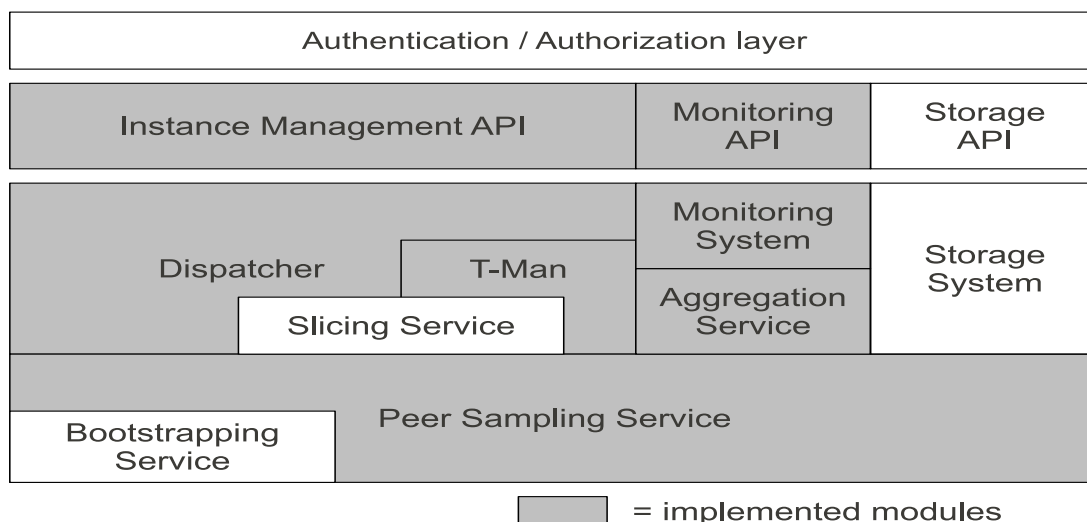 Authentication / Authorization layer
Instance Management API
Monitoring
API
Storage
API
Dispatcher
T-Man
Slicing Service
Monitoring
System
Aggregation
Service
Storage
System
Peer Sampling Service
Bootstrapping
Service
= implemented modules